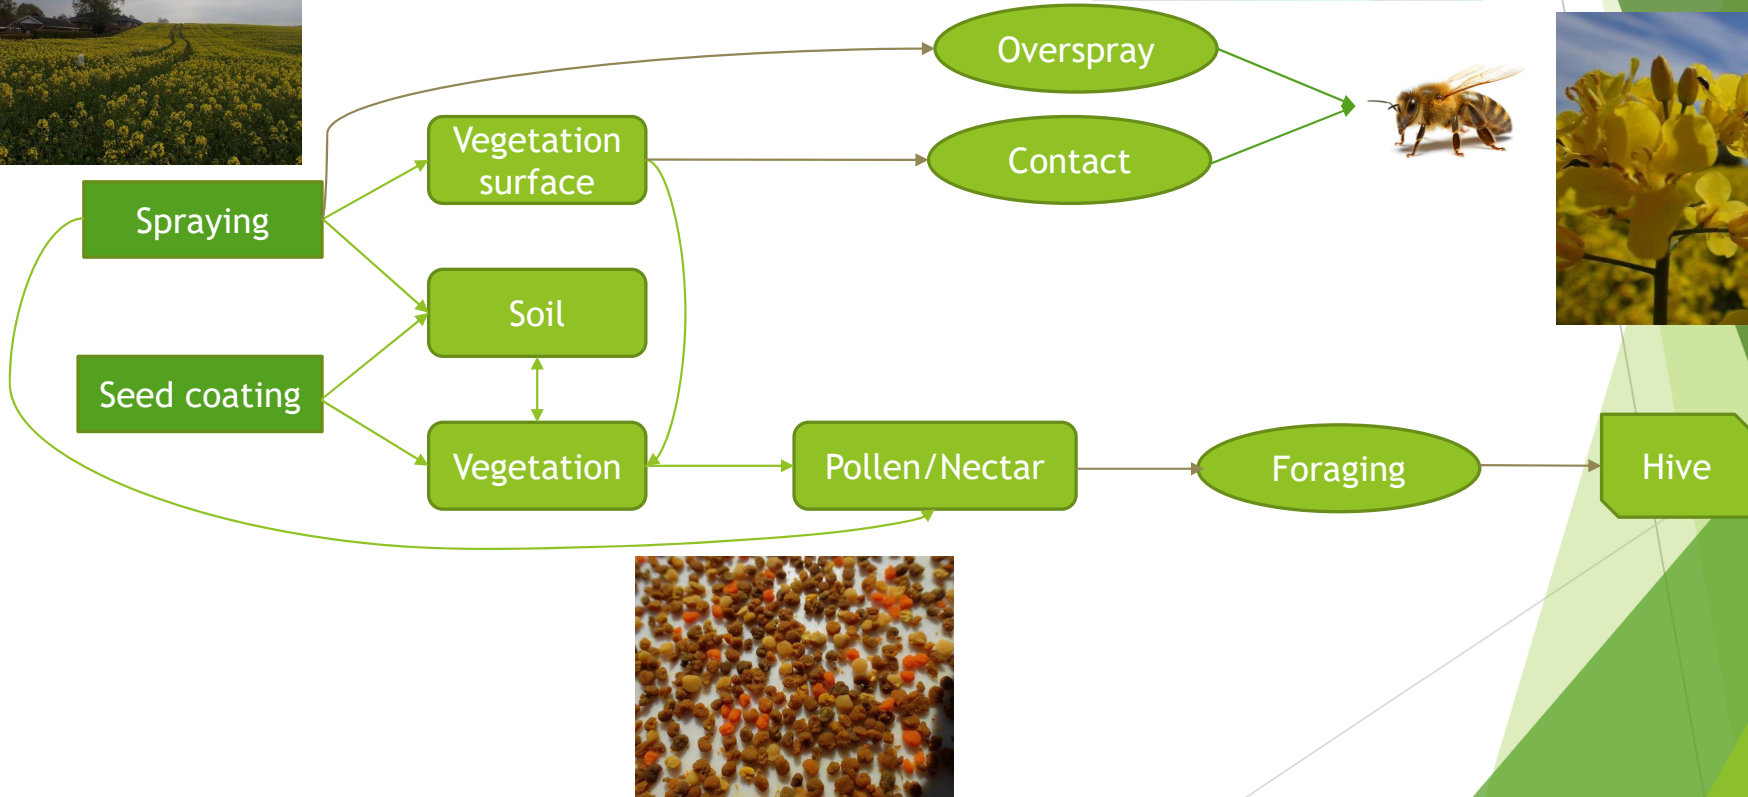 Overspray
Vegetation
surface
Contact
Spraying
Soil
Seed coating
Vegetation
Pollen/Nectar
Foraging
Hive